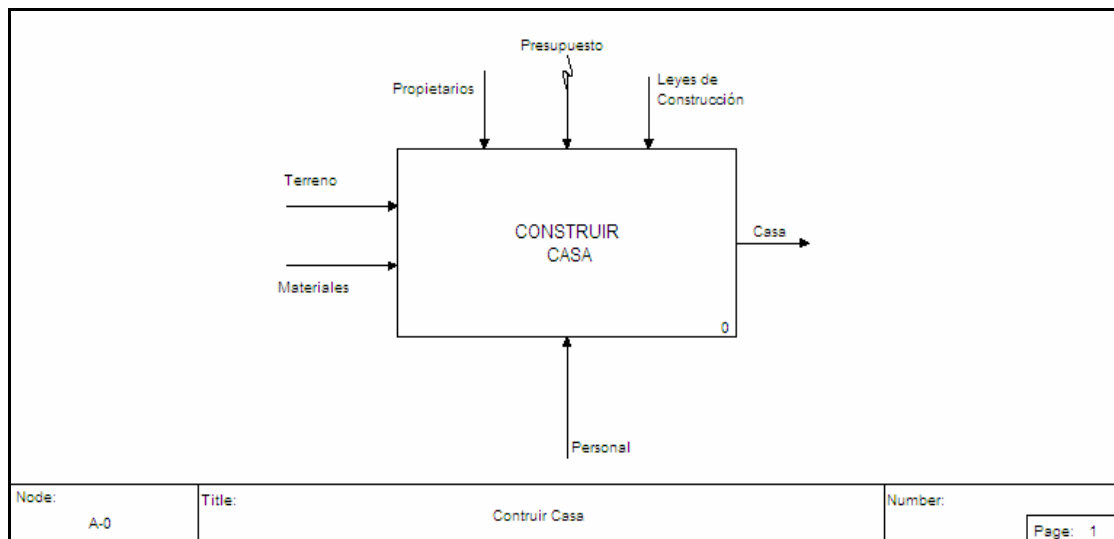 Presupuesto
Propietarios
Leyes de
Construcción
Terreno
CONSTRUIR
CASA
Casa
Materiales
0
Personal
Node:
A-0
Title:
Contruir Casa
Number:
Page: 1